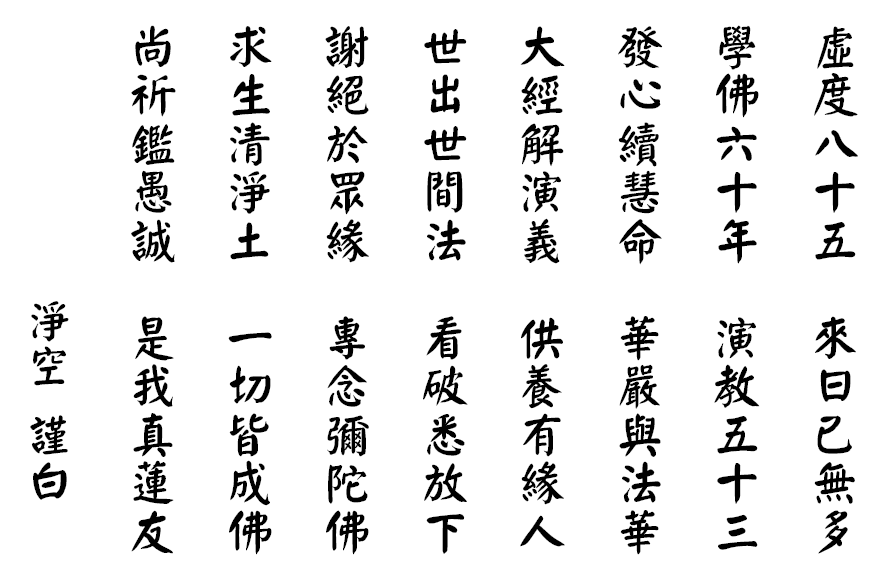 虛度八十五 來日已無多
學佛六十年 演教五十三
發心續慧命 華嚴與法華
大經解演義 供養有緣人
世出世間法 看破悉放下
謝絕於眾緣 專念彌陀佛
求生清淨土 一切皆成佛
尚祈鑑愚誠 是我真蓮友
淨空 謹白